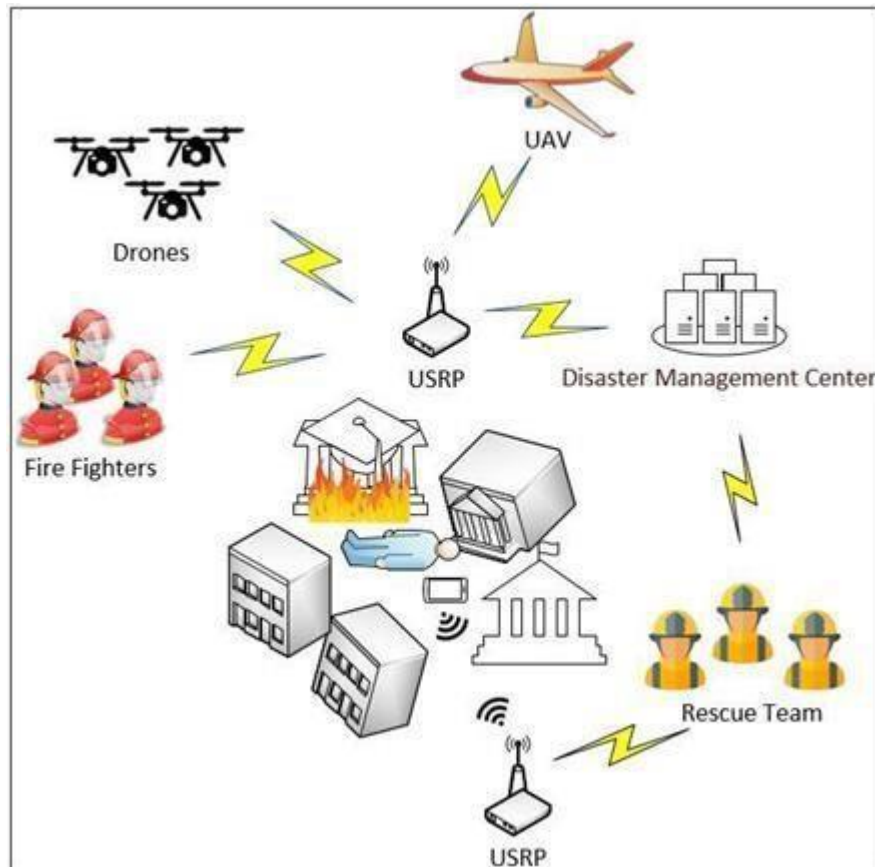 UAV
Drones
USRP
Disaster Management Center
Fire Fighters
Rescue Team
USRP